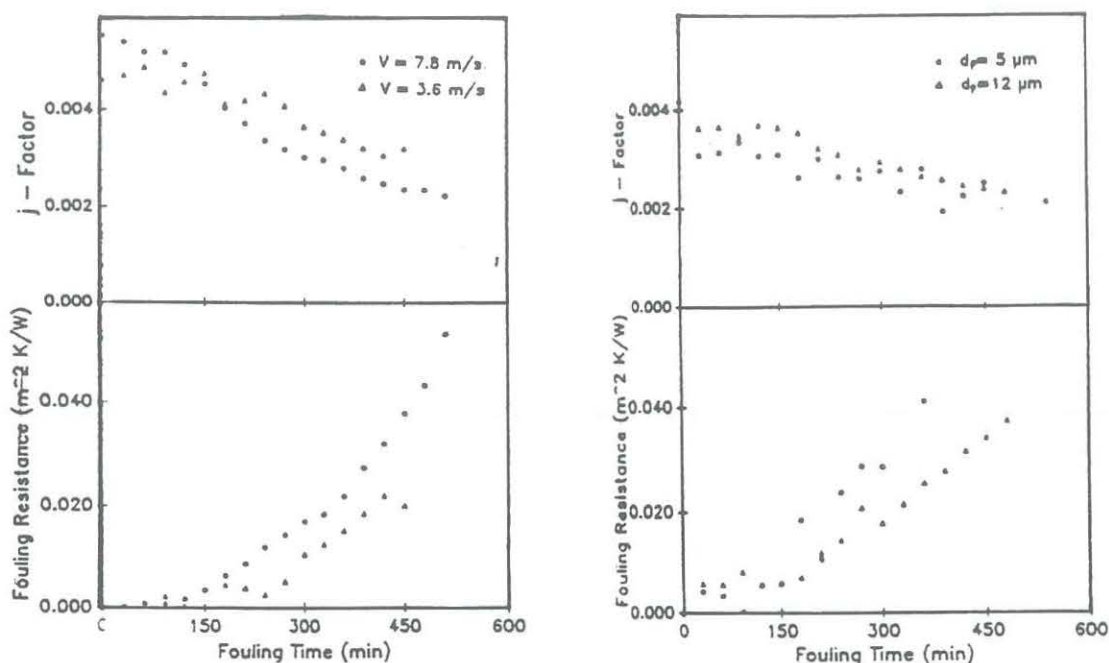 j — Factor
0.004
0.002
0.000
V = 7.8 m/s
V = 3.6 m/s
Fouling Resistance (m^2 K/W)
0.040
0.020
0.000
C 150 300 450 600
Fouling Time (min)
j — Factor
0.004
0.002
0.000
dp= 5 μm
dp=12 μm
Fouling Resistance (m^2 K/W)
0.040
0.020
0.000
0 150 300 450 600
Fouling Time (min)